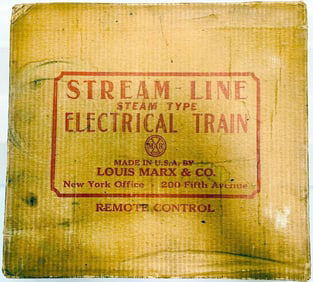 STREAM-LINE
STEAM TYPE
ELECTRICAL TRAIN
MAR
MADE IN U.S.A. BY
LOUIS MARX & CO.
New York Office - 200 Fifth Avenue
REMOTE CONTROL